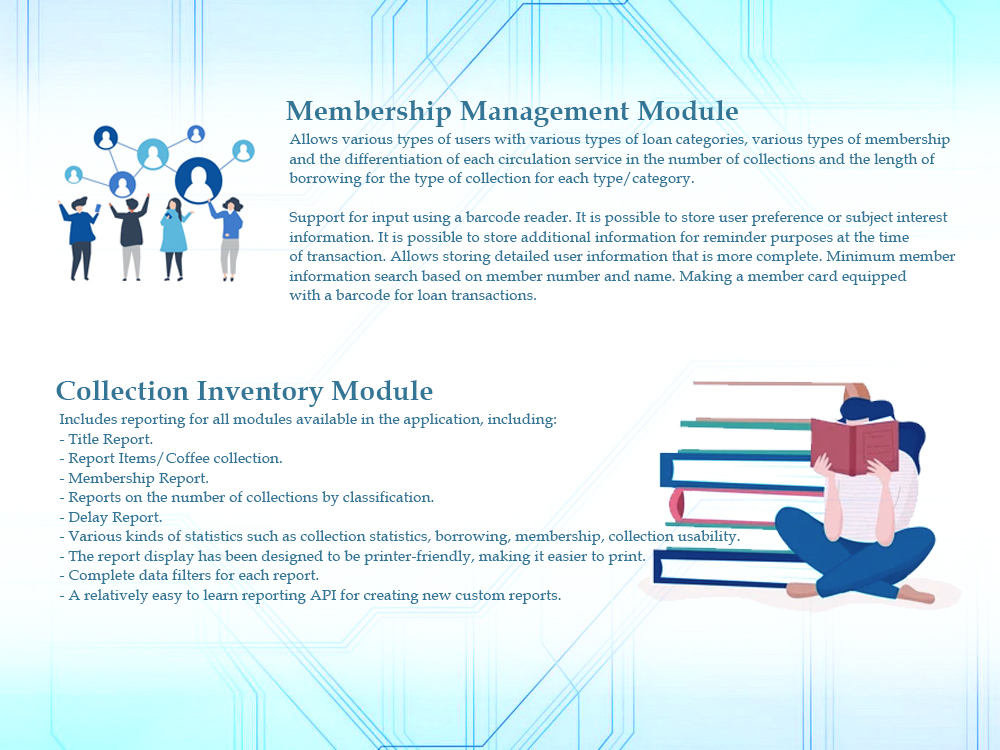 Membership Management Module
Allows various types of users with various types of loan categories, various types of membership
and the differentiation of each circulation service in the number of collections and the length of
borrowing for the type of collection for each type/category.
Support for input using a barcode reader. It is possible to store user preference or subject interest
information. It is possible to store additional information for reminder purposes at the time
of transaction. Allows storing detailed user information that is more complete. Minimum member
information search based on member number and name. Making a member card equipped
with a barcode for loan transactions.
Collection Inventory Module
Includes reporting for all modules available in the application, including:
- Title Report.
- Report Items/Coffee collection.
- Membership Report.
- Reports on the number of collections by classification.
- Delay Report.
- Various kinds of statistics such as collection statistics, borrowing, membership, collection usability.
- The report display has been designed to be printer-friendly, making it easier to print.
- Complete data filters for each report.
- A relatively easy to learn reporting API for creating new custom reports.